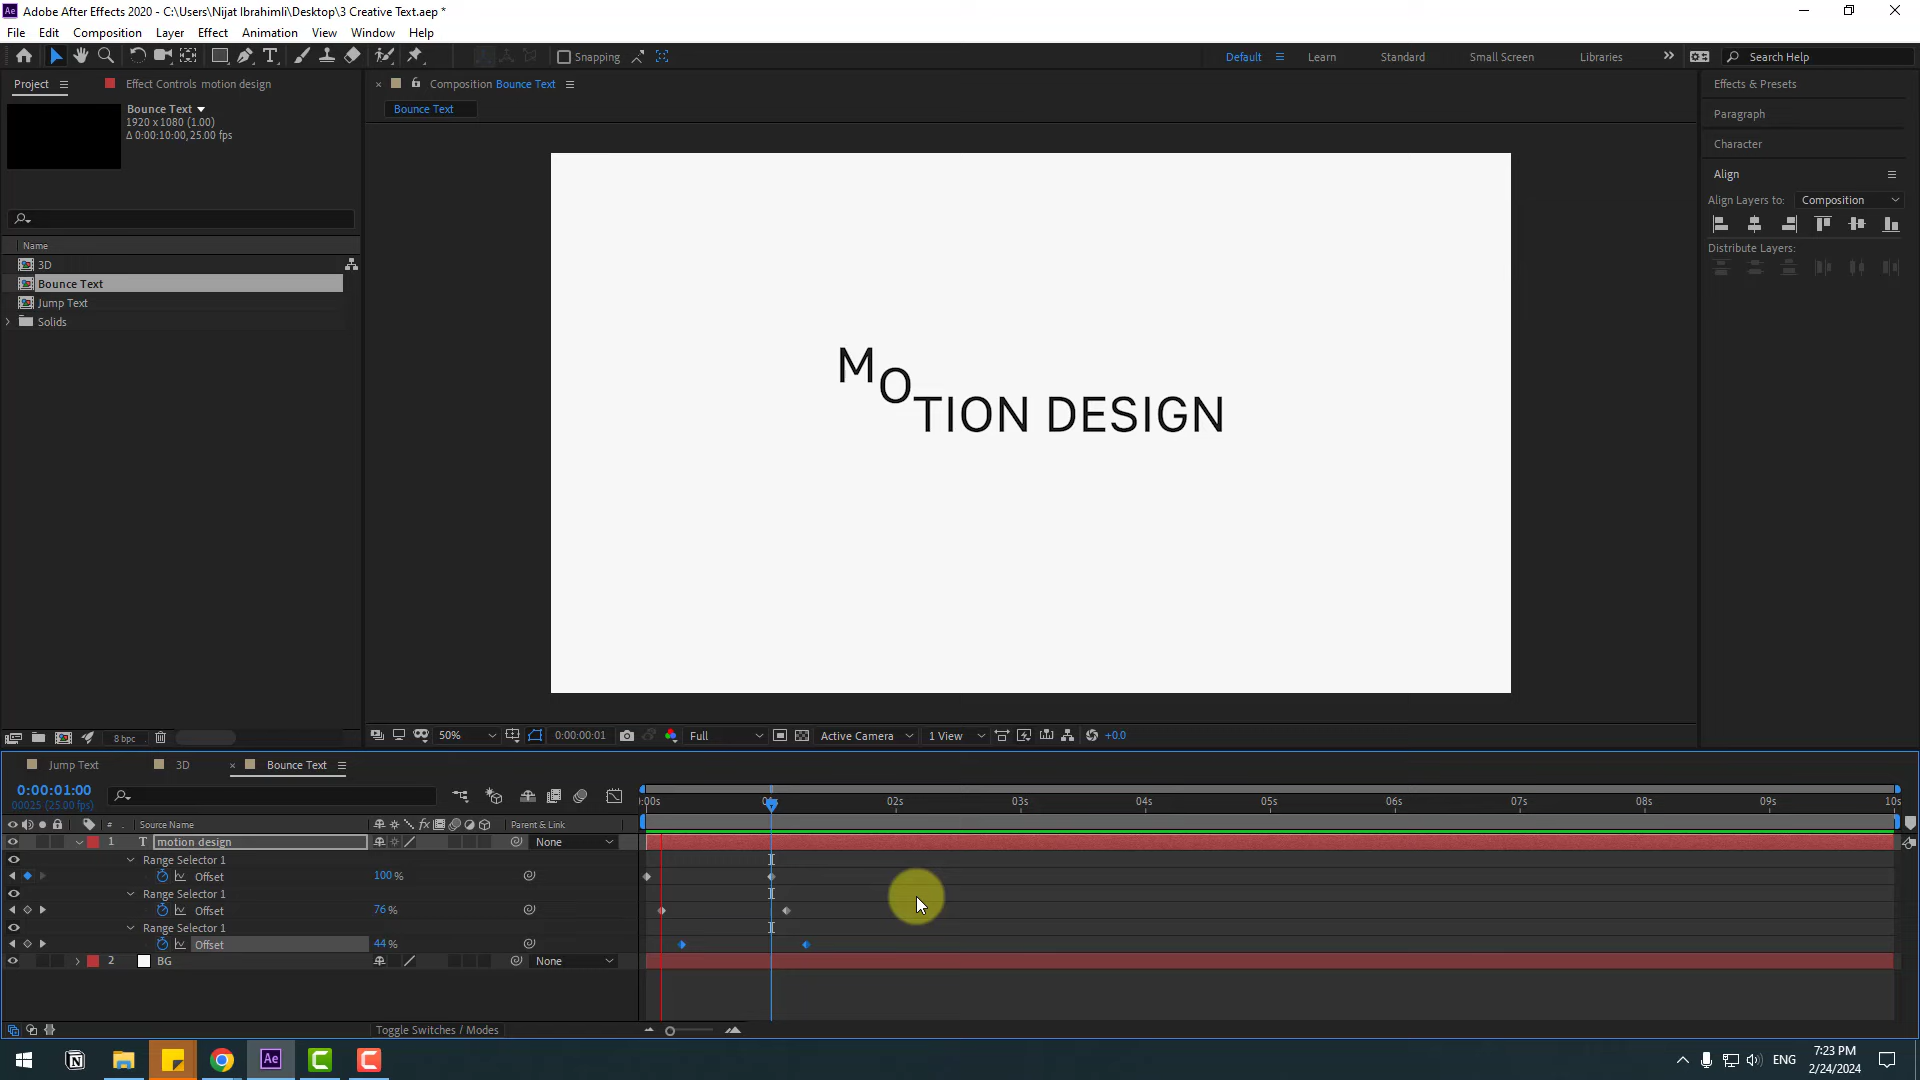 Ae Adobe After Effects 2020 - C:\Users\Nijat Ibrahimli\Desktop\3 Creative Text.aep *
File Edit Composition Layer Effect Animation View Window Help
Snapping
Default Learn Standard Small Screen Libraries Search Help
Project Effect Controls motion design
Composition Bounce Text
Effects & Presets
Bounce Text
1920 x 1080 (1.00)
Δ 0:00:10:00, 25.00 fps
Bounce Text
Paragraph
Character
Align
Align Layers to: Composition
Distribute Layers:
Name
3D
Bounce Text
Jump Text
Solids
MOTION DESIGN
8 bpc
50% 0:00:00:01 Full Active Camera 1 View +0.0
Jump Text 3D Bounce Text
0:00:01:00
00025 (25.00 fps)
:00s 01s 02s 03s 04s 05s 06s 07s 08s 09s 10s
# Source Name fx Parent & Link
1 T motion design None
Range Selector 1
Offset 100 %
Range Selector 1
Offset 76 %
Range Selector 1
Offset 44 %
2 BG None
Toggle Switches / Modes
Ae
ENG
7:23 PM
2/24/2024